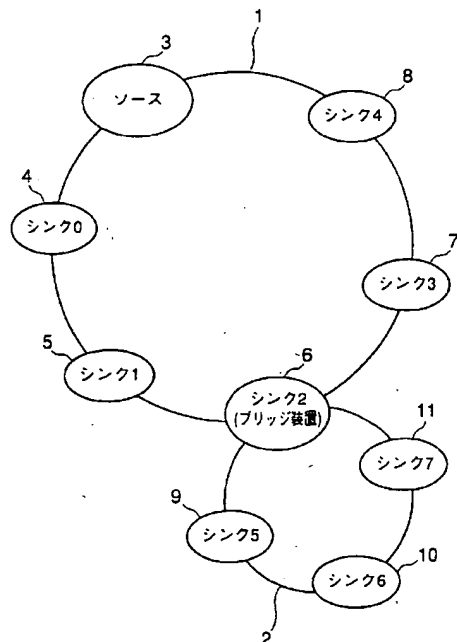 1
3
ソース
8
シンク4
4
シンク0
7
シンク3
5
シンク1
6
シンク2
(ブリッジ装置)
11
シンク7
9
シンク5
シンク6
10
2